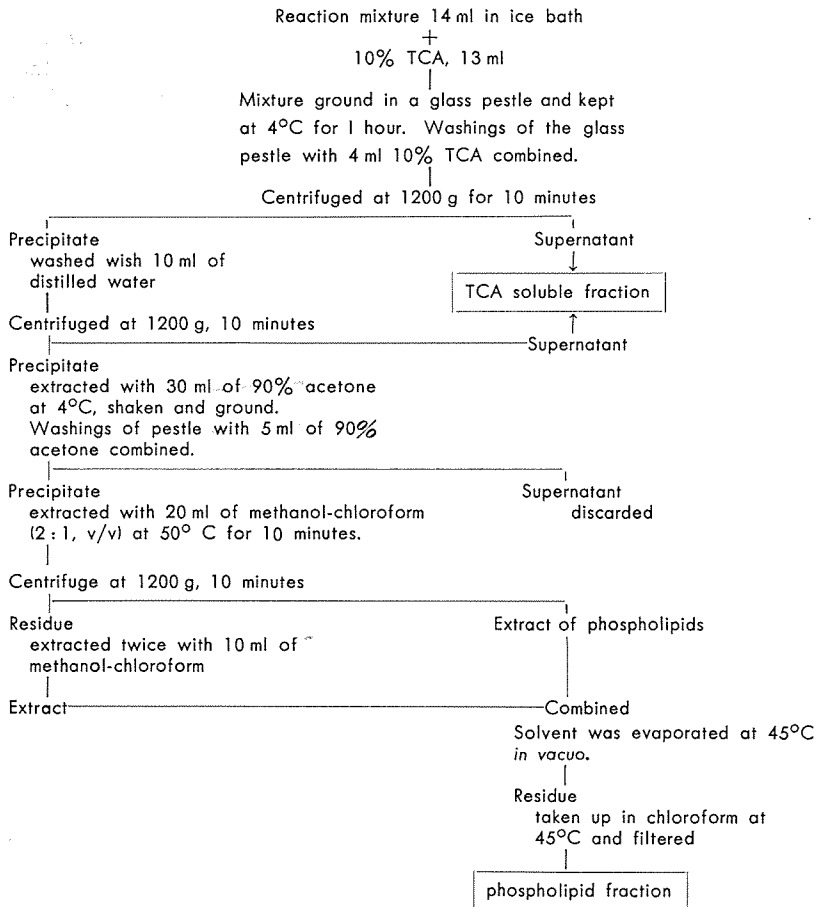 Reaction mixture 14 ml in ice bath
+
10% TCA, 13 ml
Mixture ground in a glass pestle and kept
at 4°C for 1 hour. Washings of the glass
pestle with 4 ml 10% TCA combined.
Centrifuged at 1200 g for 10 minutes
Precipitate
washed wish 10 ml of
distilled water
Supernatant
TCA soluble fraction
Centrifuged at 1200 g, 10 minutes
Supernatant
Precipitate
extracted with 30 ml of 90% acetone
at 4°C, shaken and ground.
Washings of pestle with 5 ml of 90%
acetone combined.
Precipitate
extracted with 20 ml of methanol-chloroform
(2 : 1, v/v) at 50° C for 10 minutes.
Supernatant
discarded
Centrifuge at 1200 g, 10 minutes
Residue
extracted twice with 10 ml of
methanol-chloroform
Extract of phospholipids
Extract
Combined
Solvent was evaporated at 45°C
in vacuo.
Residue
taken up in chloroform at
45°C and filtered
phospholipid fraction